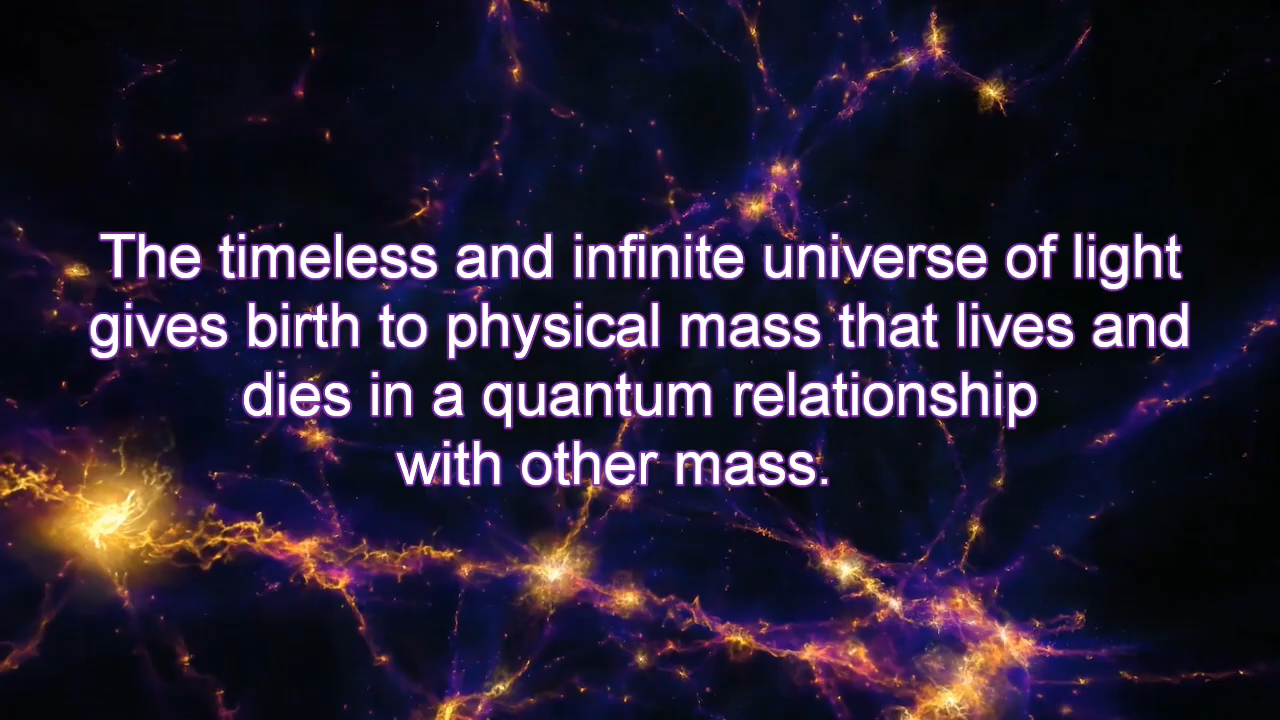 The timeless and infinite universe of light
gives birth to physical mass that lives and
dies in a quantum relationship
with other mass.